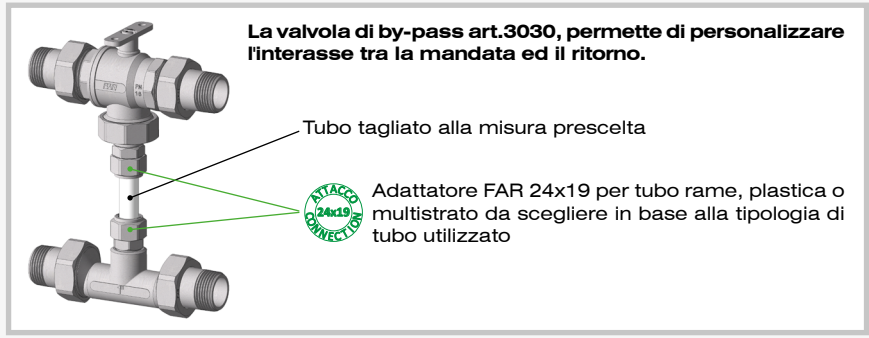 La valvola di by-pass art.3030, permette di personalizzare
l'interasse tra la mandata ed il ritorno.
Tubo tagliato alla misura prescelta
ATTACCO
24x19
CONNECTION
Adattatore FAR 24x19 per tubo rame, plastica o
multistrato da scegliere in base alla tipologia di
tubo utilizzato